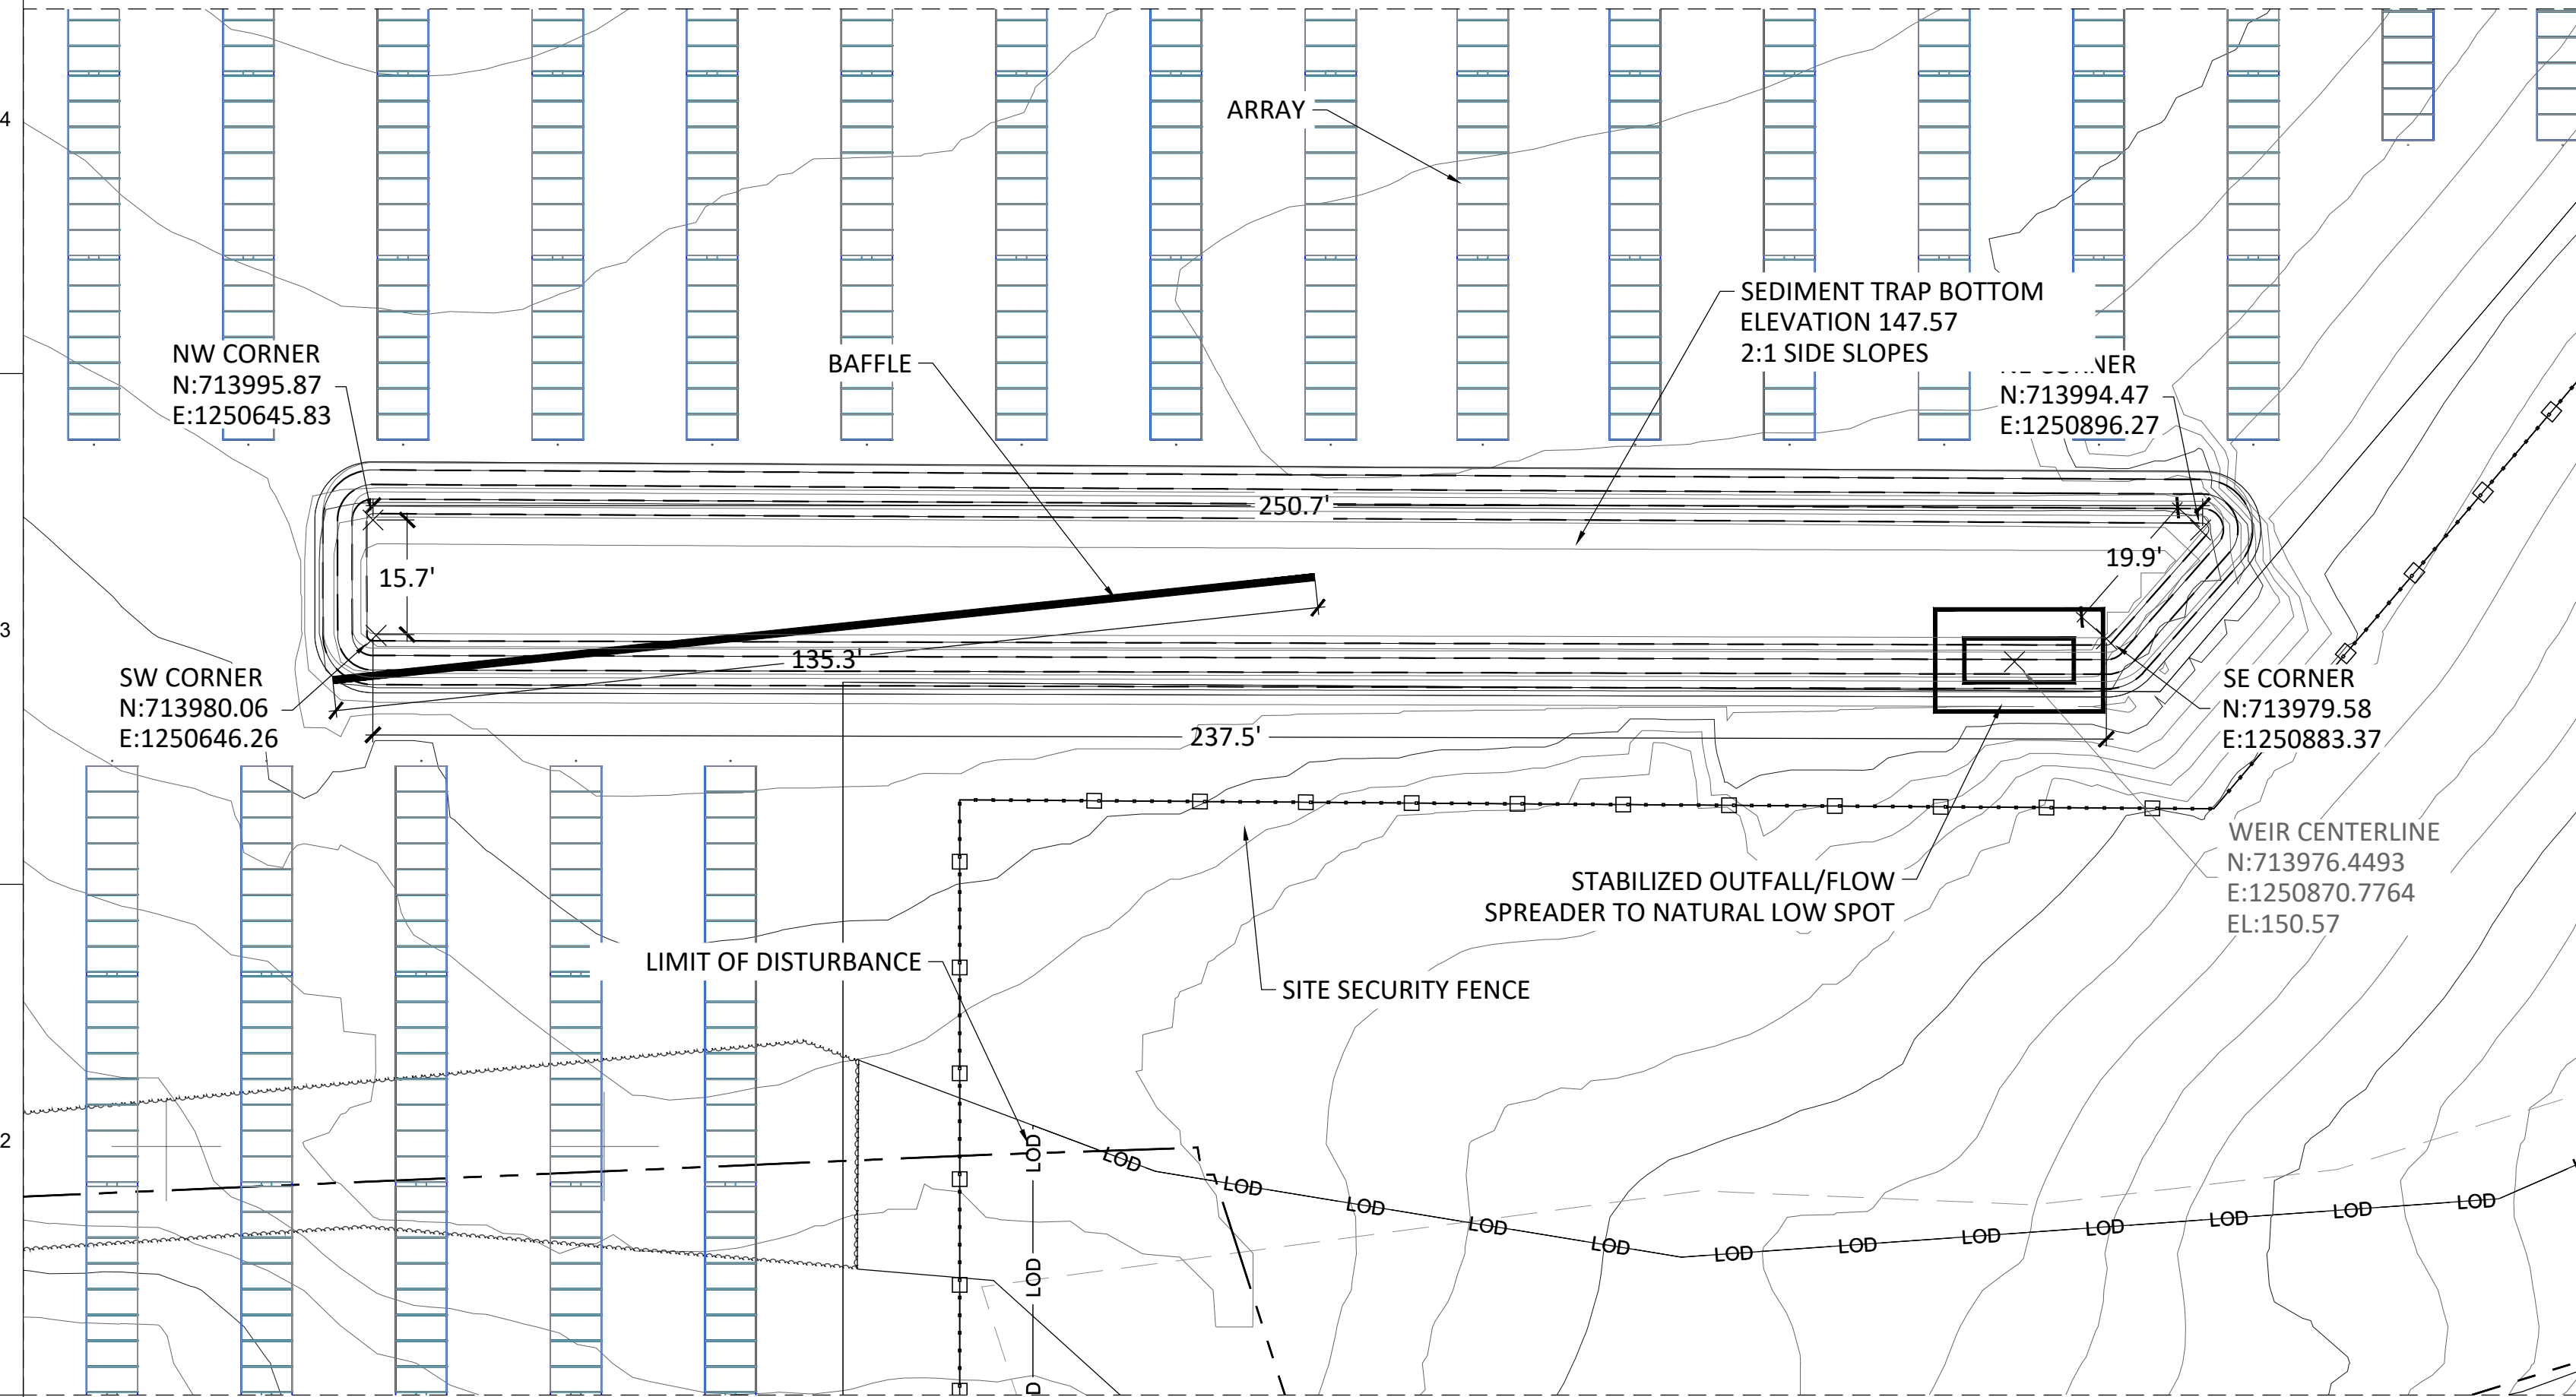 4
ARRAY
SEDIMENT TRAP BOTTOM
ELEVATION 147.57
2:1 SIDE SLOPES
NW CORNER
N:713995.87
E:1250645.83
BAFFLE
CORNER
N:713994.47
E:1250896.27
250.7'
19.9'
15.7'
3
135.3'
SW CORNER
N:713980.06
E:1250646.26
237.5'
SE CORNER
N:713979.58
E:1250883.37
WEIR CENTERLINE
N:713976.4493
E:1250870.7764
EL:150.57
STABILIZED OUTFALL/FLOW
SPREADER TO NATURAL LOW SPOT
LIMIT OF DISTURBANCE
SITE SECURITY FENCE
2
LOD
LOD
LOD
LOD
LOD
LOD
LOD
LOD
LOD
LOD
LOD
LOD
LOD
LOD
D